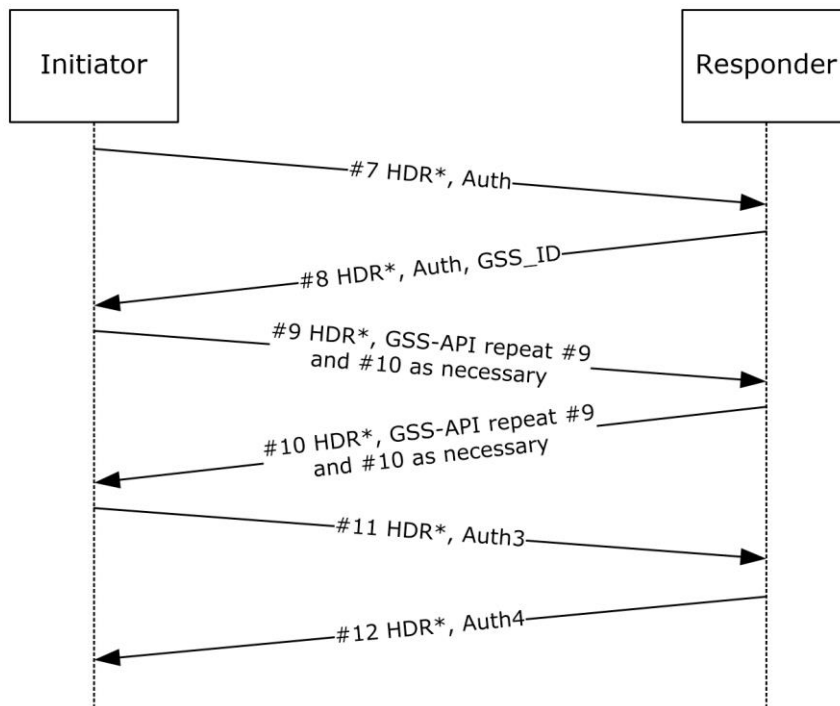 Initiator
Responder
#7 HDR*, Auth
#8 HDR*, Auth, GSS_ID
#9 HDR*, GSS-API repeat #9
and #10 as necessary
#10 HDR*, GSS-API repeat #9
and #10 as necessary
#11 HDR*, Auth3
#12 HDR*, Auth4